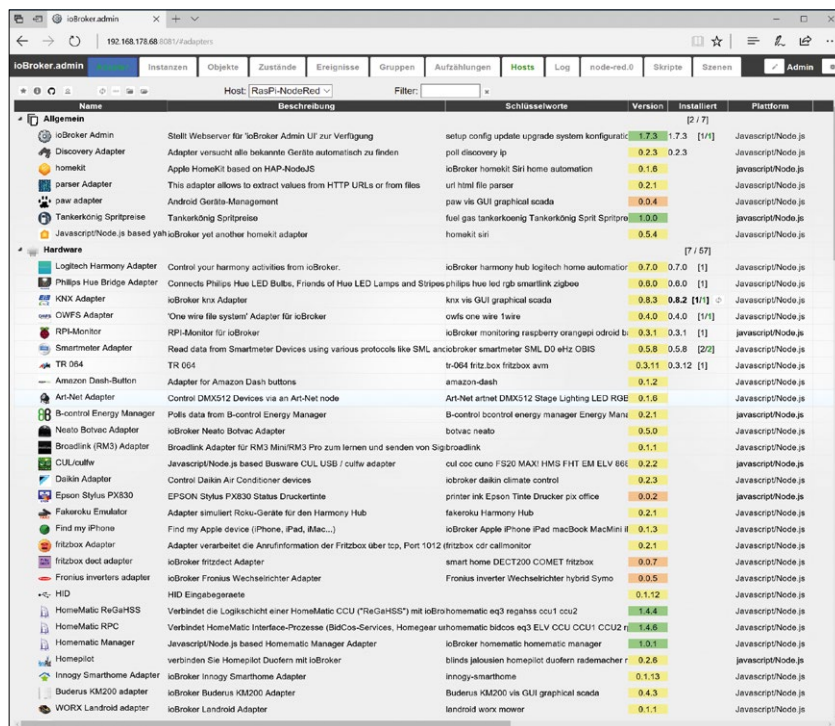 ioBroker.admin
192.168.178.68:8081/#adapters
ioBroker.admin Instanzen Objekte Zustände Ereignisse Gruppen Aufzählungen Hosts Log node-red.0 Skripte Szenen Admin
Host: RasPi-NodeRed Filter:
Name Beschreibung Schlüsselworte Version Installiert Plattform
Allgemein [2 / 7]
ioBroker Admin Stellt Webserver für 'ioBroker Admin UI' zur Verfügung setup config update upgrade system konfiguratio 1.7.3 1.7.3 [1/1] Javascript/Node.js
Discovery Adapter Adapter versucht alle bekannte Geräte automatisch zu finden poll discovery ip 0.2.3 0.2.3 Javascript/Node.js
homekit Apple HomeKit based on HAP-NodeJS ioBroker homekit Siri home automation 0.1.6 javascript/Node.js
parser Adapter This adapter allows to extract values from HTTP URLs or from files url html file parser 0.2.1 Javascript/Node.js
paw adapter Android Geräte-Management paw vis GUI graphical scada 0.0.4 Javascript/Node.js
Tankerkönig Spritpreise Tankerkönig Spritpreise fuel gas tankerkoenig Tankerkönig Sprit Spritpre 1.0.0 javascript/Node.js
Javascript/Node.js based yah ioBroker yet another homekit adapter homekit siri 0.5.4 Javascript/Node.js
Hardware [7 / 57]
Logitech Harmony Adapter Control your harmony activities from ioBroker. ioBroker harmony hub logitech home automation 0.7.0 0.7.0 [1] Javascript/Node.js
Philips Hue Bridge Adapter Connects Philips Hue LED Bulbs, Friends of Hue LED Lamps and Stripes philips hue led rgb smartlink zigbee 0.6.0 0.6.0 [1] Javascript/Node.js
KNX Adapter ioBroker knx Adapter knx vis GUI graphical scada 0.8.3 0.8.2 [1/1] Javascript/Node.js
OWFS Adapter 'One wire file system' Adapter für ioBroker owfs one wire 1wire 0.4.0 0.4.0 [1/1] Javascript/Node.js
RPI-Monitor RPI-Monitor für ioBroker ioBroker monitoring raspberry orangepi odroid b 0.3.1 0.3.1 [1] javascript/Node.js
Smartmeter Adapter Read data from Smartmeter Devices using various protocols like SML and iobroker smartmeter SML D0 eHz OBIS 0.5.8 0.5.8 [2/2] Javascript/Node.js
TR 064 TR 064 tr-064 fritz.box fritzbox avm 0.3.11 0.3.12 [1] Javascript/Node.js
Amazon Dash-Button Adapter for Amazon Dash buttons amazon-dash 0.1.2 Javascript/Node.js
Art-Net Adapter Control DMX512 Devices via an Art-Net node Art-Net artnet DMX512 Stage Lighting LED RGB 0.1.6 Javascript/Node.js
B-control Energy Manager Polls data from B-control Energy Manager B-control bcontrol energy manager Energy Mana 0.2.1 javascript/Node.js
Neato Botvac Adapter ioBroker Neato Botvac Adapter botvac neato 0.5.0 Javascript/Node.js
Broadlink (RM3) Adapter Broadlink Adapter für RM3 Mini/RM3 Pro zum lernen und senden von Sig broadlink 0.1.1 Javascript/Node.js
CUL/culfw Javascript/Node.js based Busware CUL USB / culfw adapter cul coc cuno FS20 MAX! HMS FHT EM ELV 868 0.2.2 javascript/Node.js
Daikin Adapter Control Daikin Air Conditioner devices iobroker daikin climate control 0.2.3 Javascript/Node.js
Epson Stylus PX830 EPSON Stylus PX830 Status Druckertinte printer ink Epson Tinte Drucker pix office 0.0.2 javascript/Node.js
Fakeroku Emulator Adapter simuliert Roku-Geräte für den Harmony Hub fakeroku Harmony Hub 0.2.1 Javascript/Node.js
Find my iPhone Find my Apple device (iPhone, iPad, iMac...) ioBroker Apple iPhone iPad macBook MacMini i 0.1.3 Javascript/Node.js
fritzbox Adapter Adapter verarbeitet die Anrufinformation der Fritzbox über tcp, Port 1012 ( fritzbox cdr callmonitor 0.2.1 Javascript/Node.js
fritzbox dect adapter ioBroker fritzdect Adapter smart home DECT200 COMET fritzbox 0.0.7 Javascript/Node.js
Fronius inverters adapter ioBroker Fronius Wechselrichter Adapter Fronius inverter Wechselrichter hybrid Symo 0.0.5 Javascript/Node.js
HID HID Eingabegeraete 0.1.12 Javascript/Node.js
HomeMatic ReGaHSS Verbindet die Logikschicht einer HomeMatic CCU ("ReGaHSS") mit ioBro homematic eq3 regahss ccu1 ccu2 1.4.4 Javascript/Node.js
HomeMatic RPC Verbindet HomeMatic Interface-Prozesse (BidCos-Services, Homegear u homematic bidcos eq3 ELV CCU CCU1 CCU2 r 1.4.6 Javascript/Node.js
Homematic Manager Javascript/Node.js based Homematic Manager Adapter ioBroker homematic homematic manager 1.0.1 Javascript/Node.js
Homepilot verbinden Sie Homepilot Duofern mit ioBroker blinds jalousien homepilot duofern rademacher r 0.2.6 javascript/Node.js
Innogy Smarthome Adapter ioBroker Innogy Smarthome Adapter innogy-smarthome 0.1.13 Javascript/Node.js
Buderus KM200 adapter ioBroker Buderus KM200 Adapter Buderus KM200 vis GUI graphical scada 0.4.3 Javascript/Node.js
WORX Landroid adapter ioBroker Landroid Adapter landroid worx mower 0.1.1 Javascript/Node.js